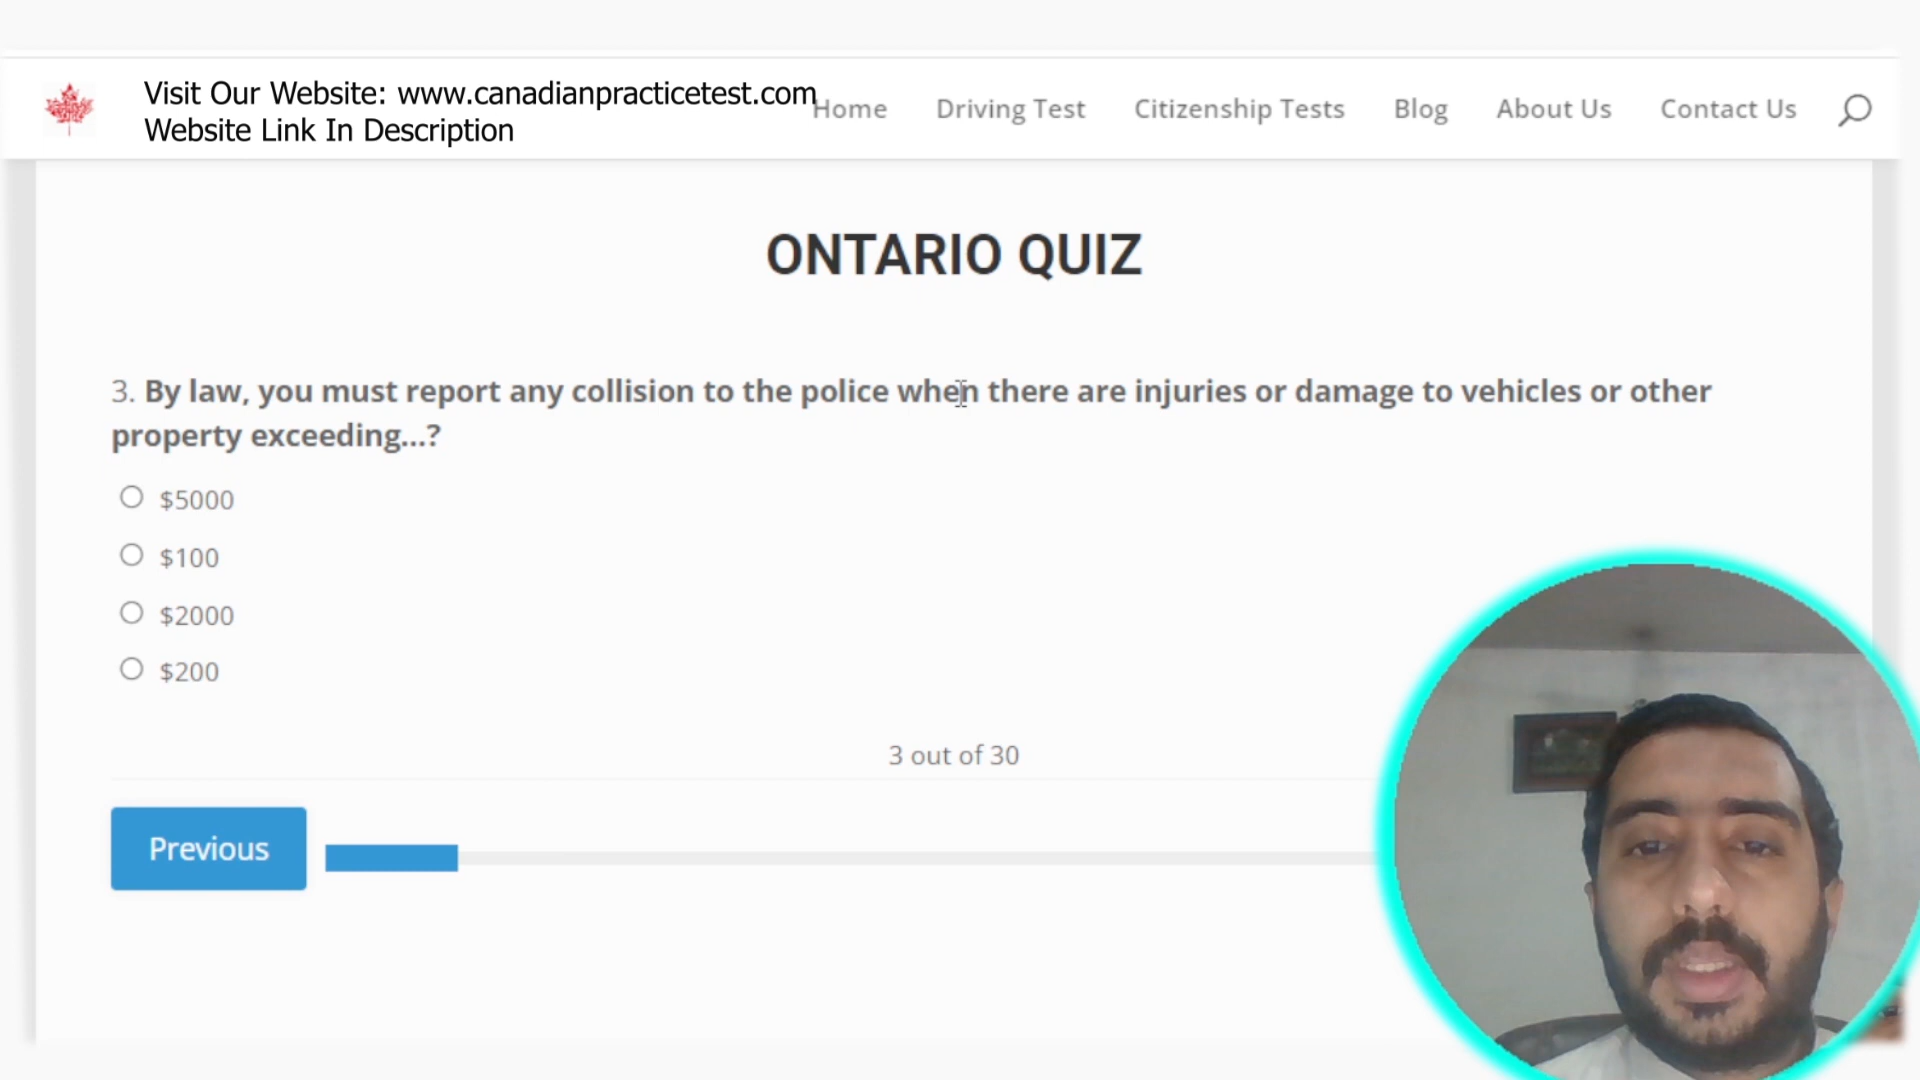 Visit Our Website: www.canadianpracticetest.com
Website Link In Description
Home Driving Test Citizenship Tests Blog About Us Contact Us
ONTARIO QUIZ
3. By law, you must report any collision to the police when there are injuries or damage to vehicles or other
property exceeding...?
$5000
$100
$2000
$200
3 out of 30
Previous